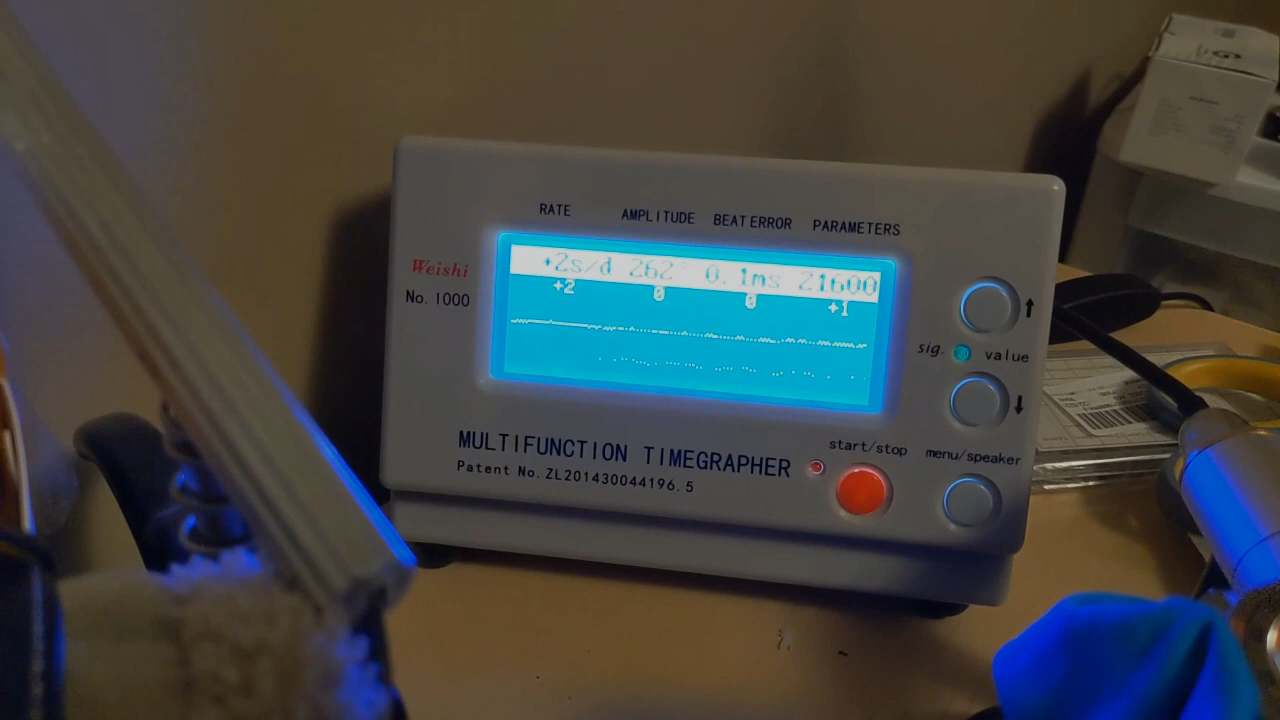 RATE AMPLITUDE BEAT ERROR PARAMETERS
+2s/d 262° 0.1ms 21600
+2 0 0 +1
Weishi
No. 1000
sig. value
MULTIFUNCTION TIMEGRAPHER
Patent No. ZL201430044196.5
start/stop menu/speaker